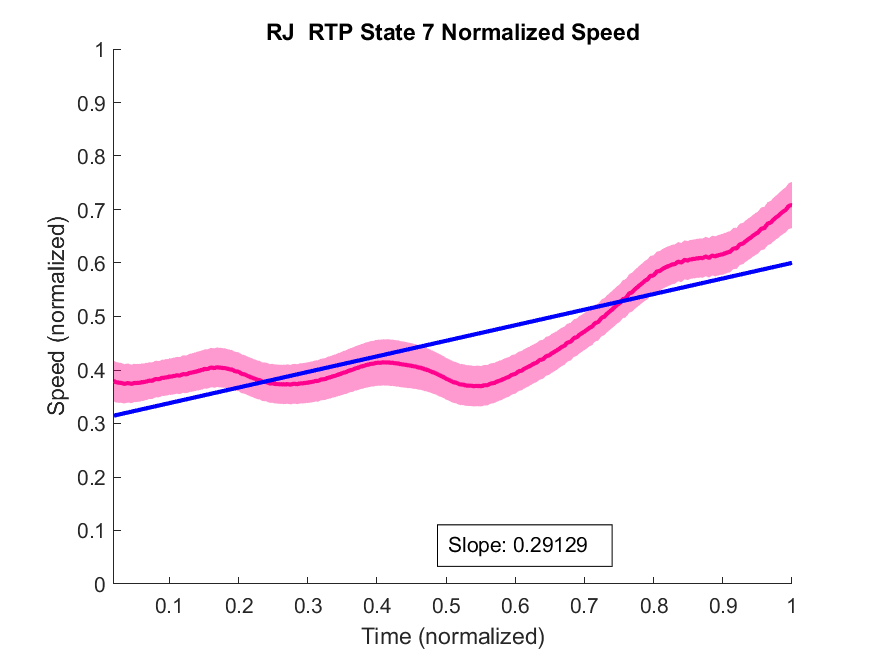 RJ  RTP State 7 Normalized Speed
1
0.9
0.8
0.7
0.6
0.5
0.4
0.3
0.2
0.1
0
Speed (normalized)
Slope: 0.29129
0.1 0.2 0.3 0.4 0.5 0.6 0.7 0.8 0.9 1
Time (normalized)